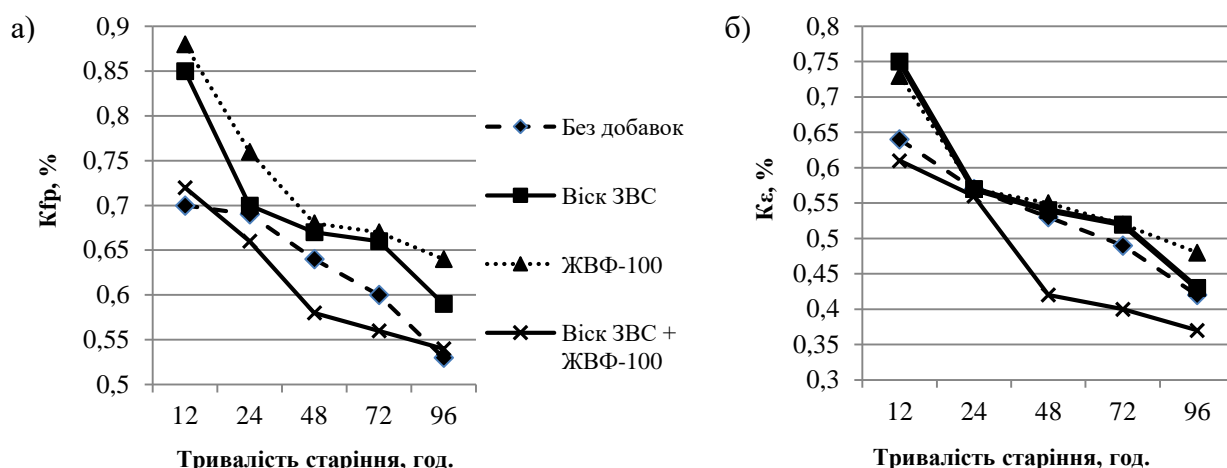 а)
Kfp, %
0,9
0,85
0,8
0,75
0,7
0,65
0,6
0,55
0,5
12 24 48 72 96
Тривалість старіння, год.
Без добавок
Віск ЗВС
ЖВФ-100
Віск ЗВС +
ЖВФ-100
б)
Kε, %
0,8
0,75
0,7
0,65
0,6
0,55
0,5
0,45
0,4
0,35
0,3
12 24 48 72 96
Тривалість старіння, год.